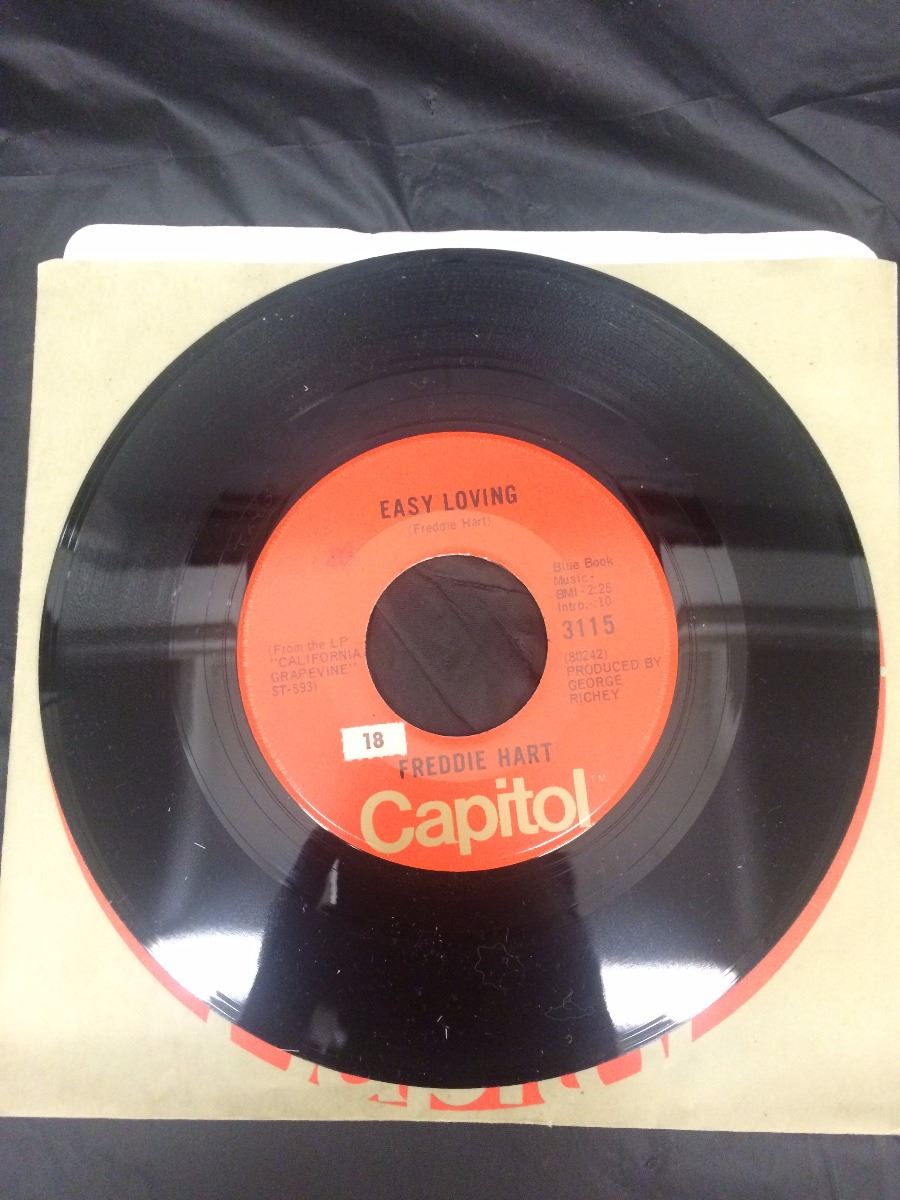 EASY LOVING
(Freddie Hart)
Blue Book
Music -
BMI - 2:25
Intro. - 10
3115
(80242)
PRODUCED BY
GEORGE
RICHEY
(From the LP
"CALIFORNIA
GRAPEVINE"
ST-593)
18
FREDDIE HART
Capitol™